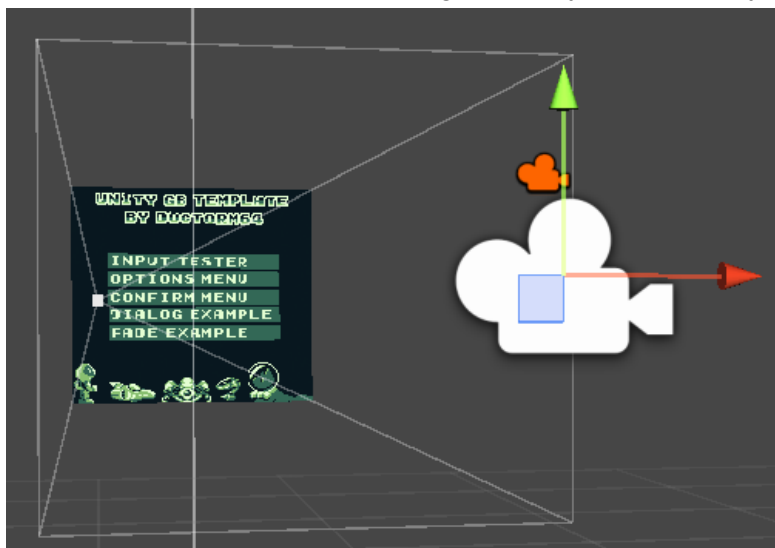 UNITY GB TEMPLATE
BY DUCTORM64
INPUT TESTER
OPTIONS MENU
CONFIRM MENU
DIALOG EXAMPLE
FADE EXAMPLE